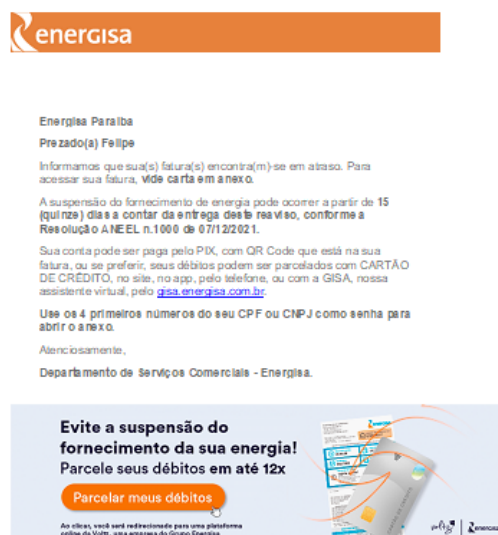 energisa
Energisa Paraíba
Prezado(a) Felipe
Informamos que sua(s) fatura(s) encontra(m)-se em atraso. Para
acessar sua fatura, vide carta em anexo.
A suspensão do fornecimento de energia pode ocorrer a partir de 15
(quinze) dias a contar da entrega deste reaviso, conforme a
Resolução ANEEL n.1000 de 07/12/2021.
Sua conta pode ser paga pelo PIX, com QR Code que está na sua
fatura, ou se preferir, seus débitos podem ser parcelados com CARTÃO
DE CRÉDITO, no site, no app, pelo telefone, ou com a GISA, nossa
assistente virtual, pelo gisa.energisa.com.br.
Use os 4 primeiros números do seu CPF ou CNPJ como senha para
abrir o anexo.
Atenciosamente,
Departamento de Serviços Comerciais - Energisa.
Evite a suspensão do
fornecimento da sua energia!
Parcele seus débitos em até 12x
Parcelar meus débitos
Ao clicar, você será redirecionado para uma plataforma
online da Voltz, uma empresa do Grupo Energisa.
voltz energisa